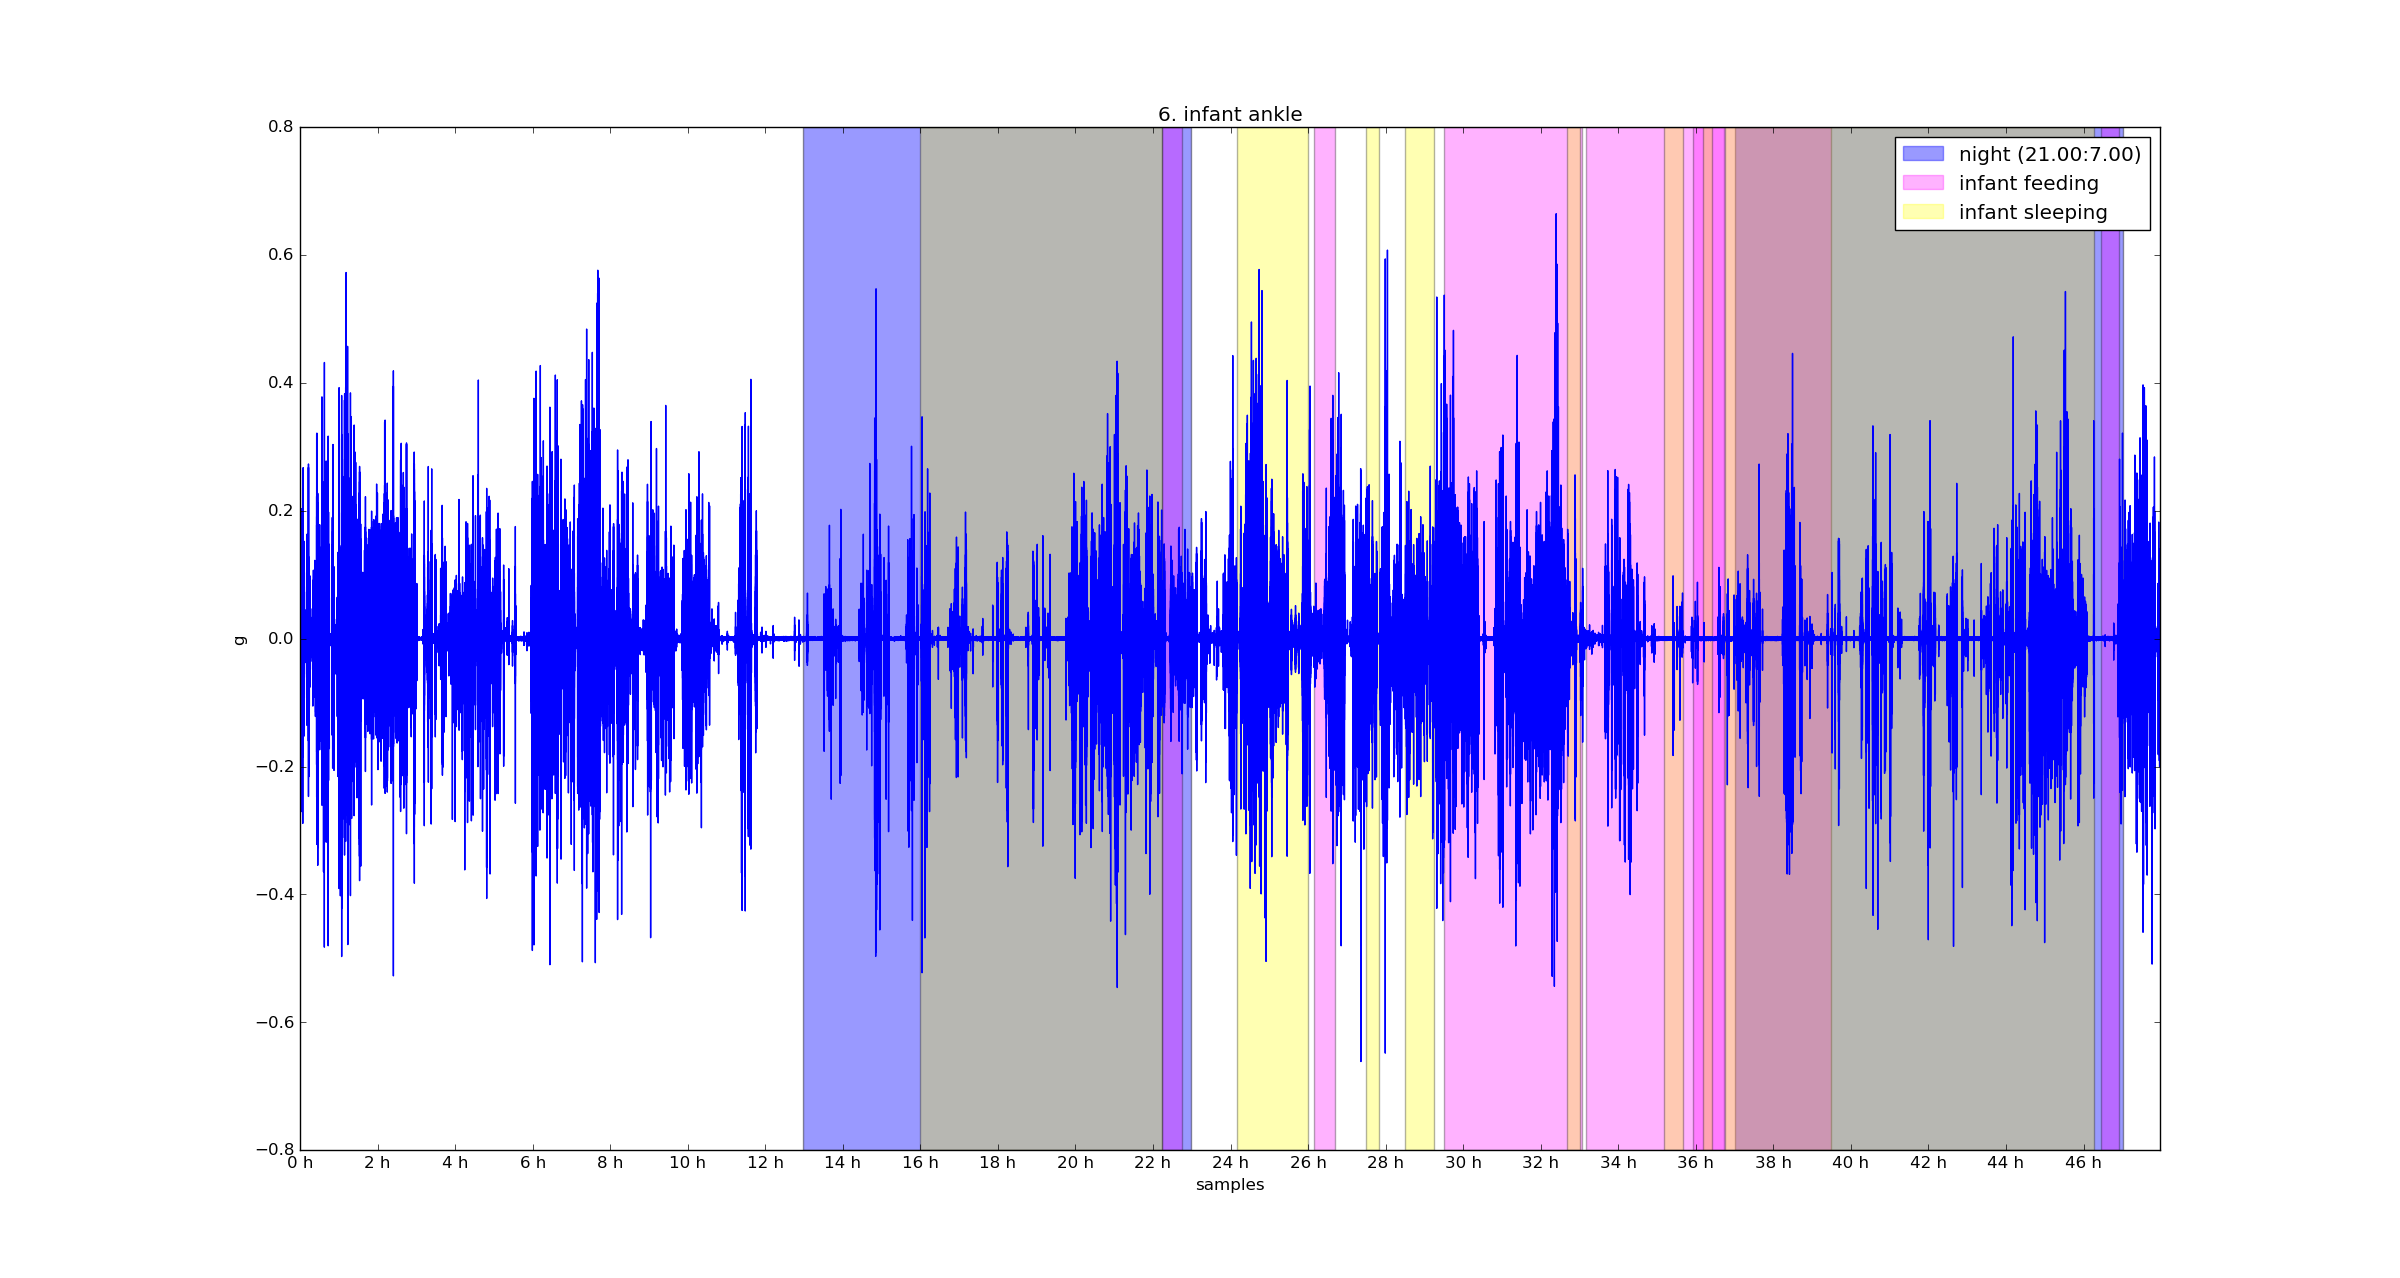 6. infant ankle
0.8
0.6
0.4
0.2
0.0
−0.2
−0.4
−0.6
−0.8
g
night (21.00:7.00)
infant feeding
infant sleeping
0 h 2 h 4 h 6 h 8 h 10 h 12 h 14 h 16 h 18 h 20 h 22 h 24 h 26 h 28 h 30 h 32 h 34 h 36 h 38 h 40 h 42 h 44 h 46 h
samples